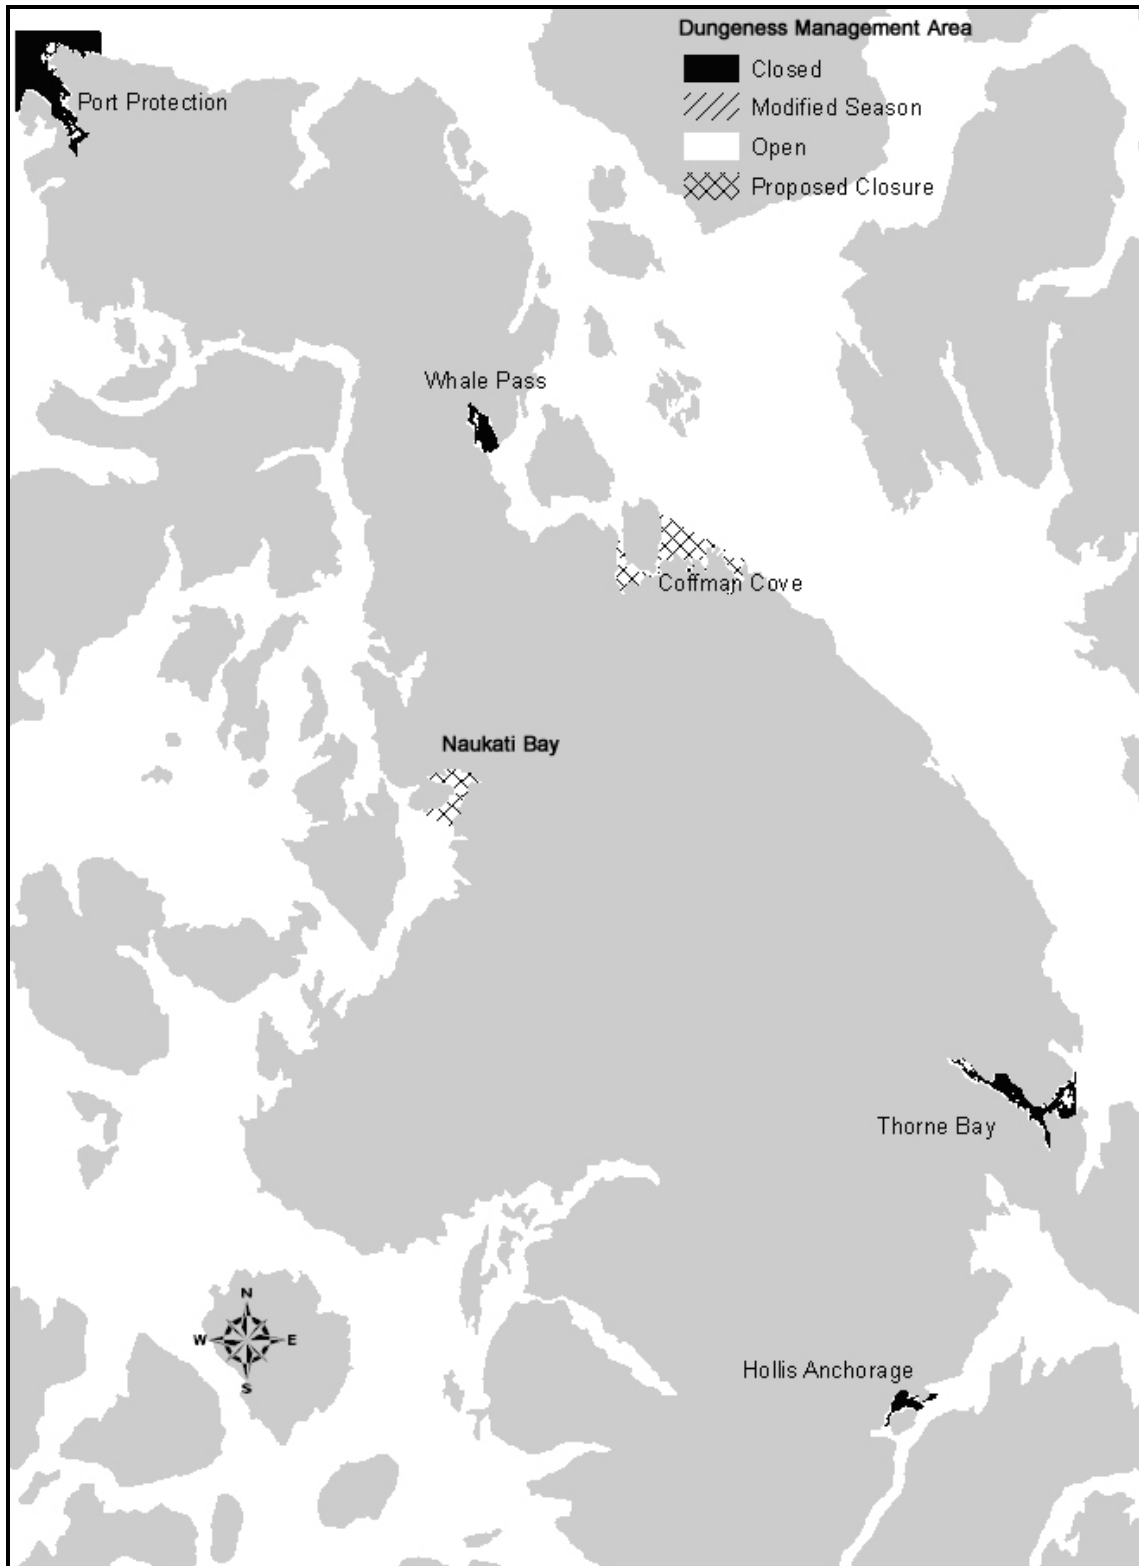 Dungeness Management Area
Closed
Modified Season
Open
Proposed Closure
Port Protection
Whale Pass
Coffman Cove
Naukati Bay
Thorne Bay
N
W
E
S
Hollis Anchorage